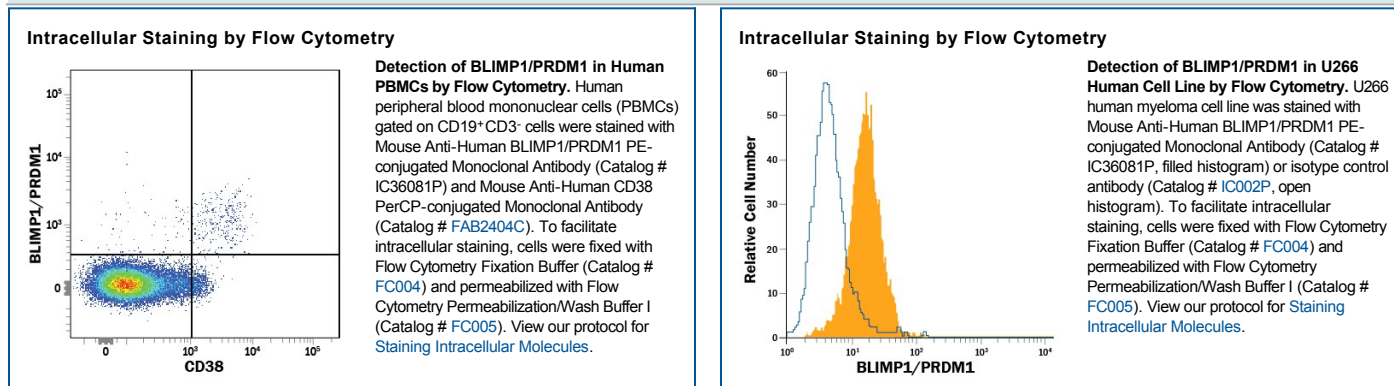 Intracellular Staining by Flow Cytometry
BLIMP1/PRDM1
10⁵
10⁴
10³
0
0
10³
10⁴
10⁵
CD38
Detection of BLIMP1/PRDM1 in Human
PBMCs by Flow Cytometry. Human
peripheral blood mononuclear cells (PBMCs)
gated on CD19⁺CD3⁻ cells were stained with
Mouse Anti-Human BLIMP1/PRDM1 PE-
conjugated Monoclonal Antibody (Catalog #
IC36081P) and Mouse Anti-Human CD38
PerCP-conjugated Monoclonal Antibody
(Catalog # FAB2404C). To facilitate
intracellular staining, cells were fixed with
Flow Cytometry Fixation Buffer (Catalog #
FC004) and permeabilized with Flow
Cytometry Permeabilization/Wash Buffer I
(Catalog # FC005). View our protocol for
Staining Intracellular Molecules.
Intracellular Staining by Flow Cytometry
Relative Cell Number
60
50
40
30
20
10
0
10⁰
10¹
10²
10³
10⁴
BLIMP1/PRDM1
Detection of BLIMP1/PRDM1 in U266
Human Cell Line by Flow Cytometry. U266
human myeloma cell line was stained with
Mouse Anti-Human BLIMP1/PRDM1 PE-
conjugated Monoclonal Antibody (Catalog #
IC36081P, filled histogram) or isotype control
antibody (Catalog # IC002P, open
histogram). To facilitate intracellular
staining, cells were fixed with Flow Cytometry
Fixation Buffer (Catalog # FC004) and
permeabilized with Flow Cytometry
Permeabilization/Wash Buffer I (Catalog #
FC005). View our protocol for Staining
Intracellular Molecules.